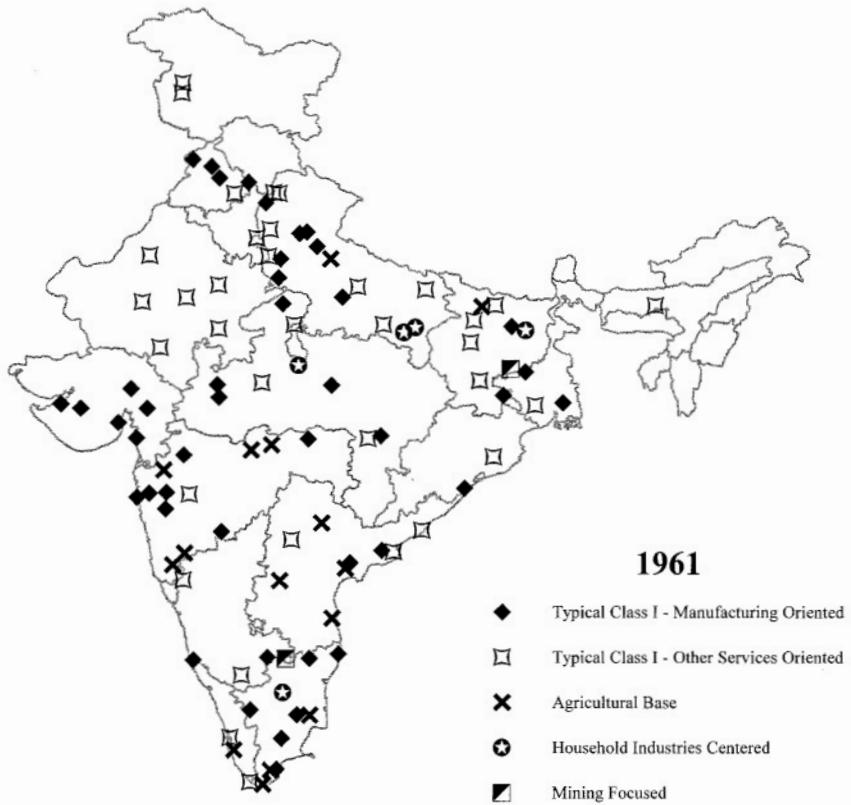 1961
Typical Class I - Manufacturing Oriented
Typical Class I - Other Services Oriented
Agricultural Base
Household Industries Centered
Mining Focused